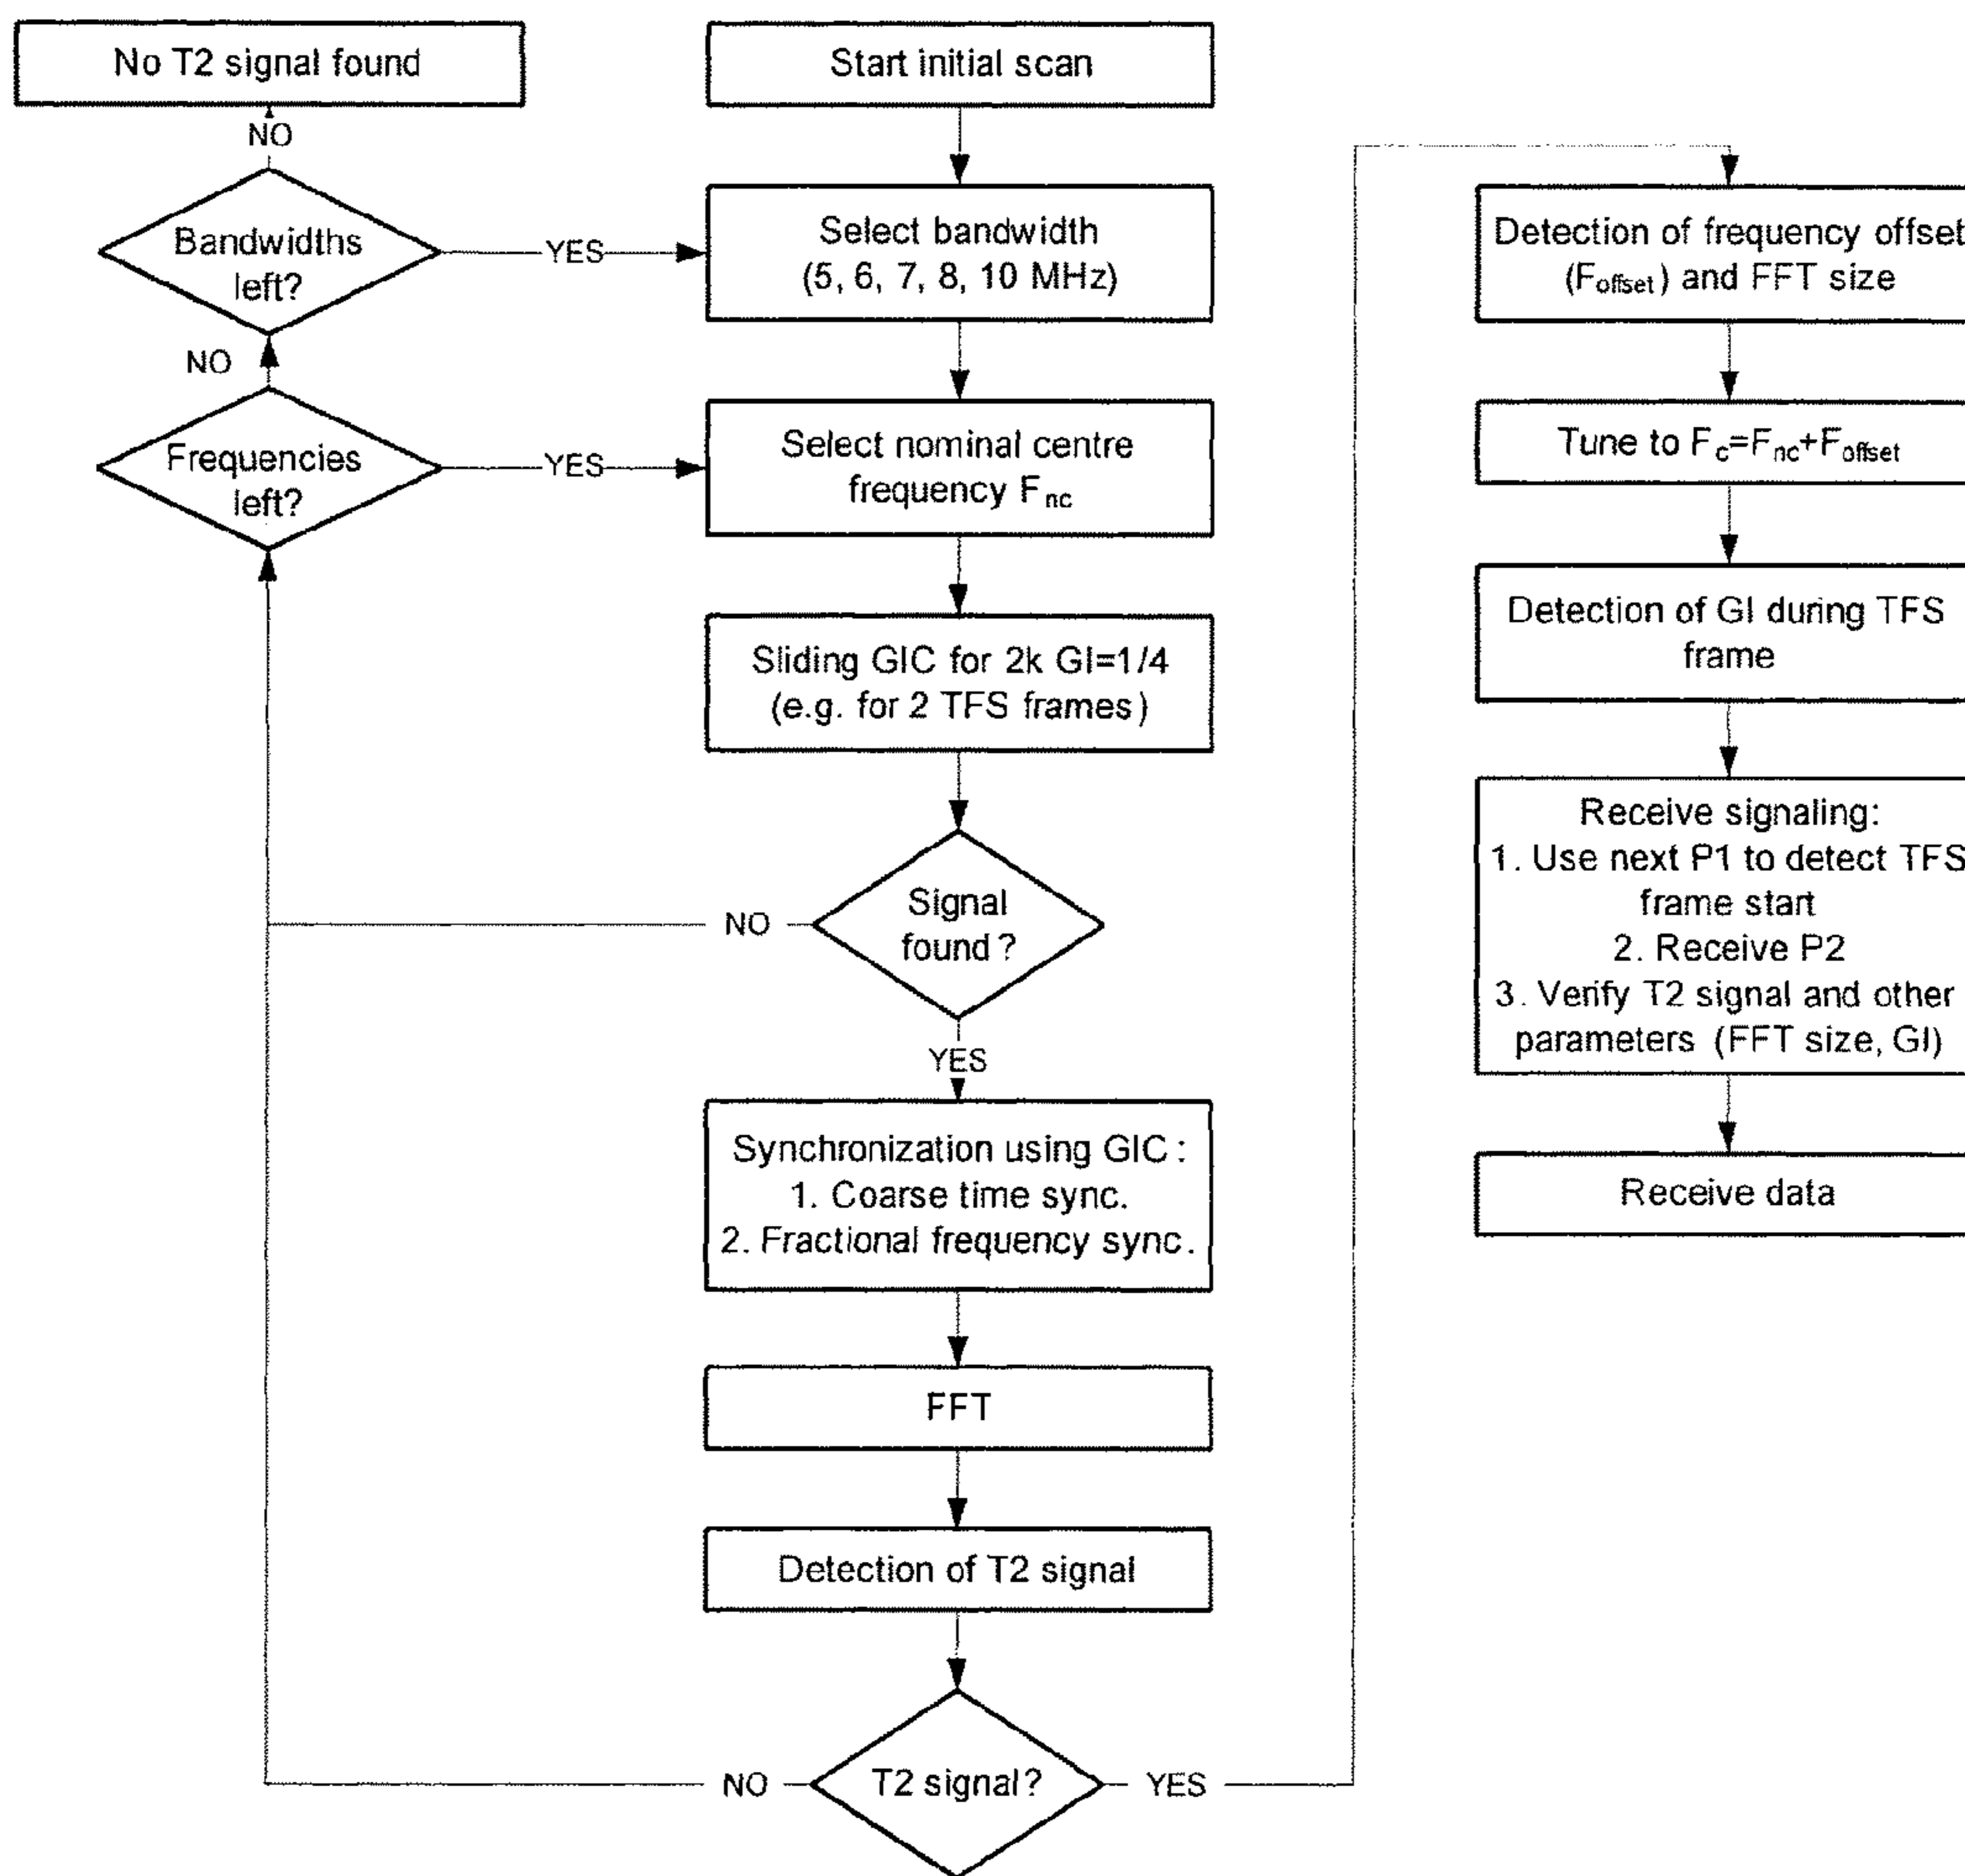 No T2 signal found
NO
Bandwidths
left?
YES
NO
Frequencies
left?
YES
Start initial scan
Select bandwidth
(5, 6, 7, 8, 10 MHz)
Select nominal centre
frequency Fnc
Sliding GIC for 2k GI=1/4
(e.g. for 2 TFS frames)
Signal
found?
NO
YES
Synchronization using GIC:
1. Coarse time sync.
2. Fractional frequency sync.
FFT
Detection of T2 signal
T2 signal?
NO
YES
Detection of frequency offset
(Foffset) and FFT size
Tune to Fc=Fnc+Foffset
Detection of GI during TFS
frame
Receive signaling:
1. Use next P1 to detect TFS
frame start
2. Receive P2
3. Verify T2 signal and other
parameters (FFT size, GI)
Receive data